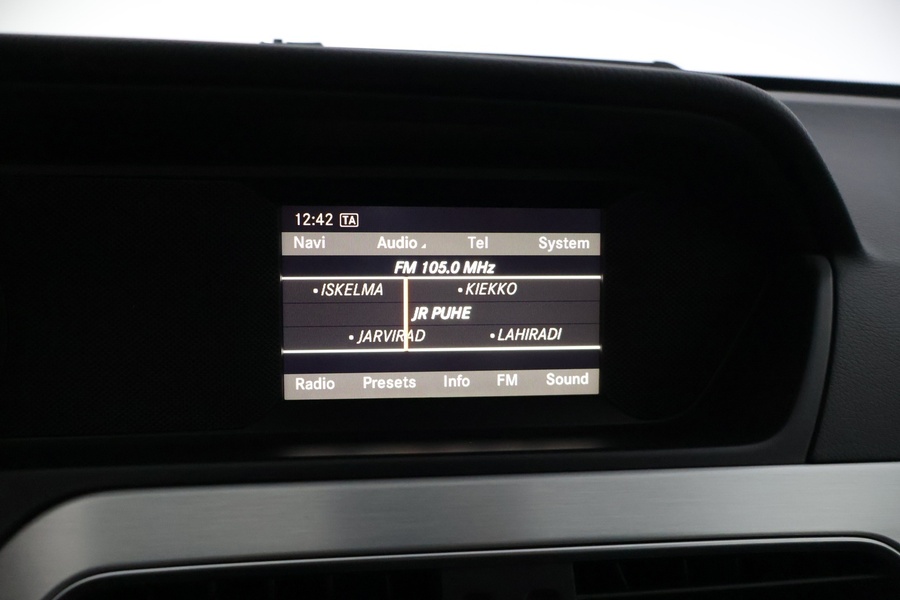 12:42 TA
Navi Audio Tel System
FM 105.0 MHz
•ISKELMA •KIEKKO
JR PUHE
•JARVIRAD •LAHIRADI
Radio Presets Info FM Sound